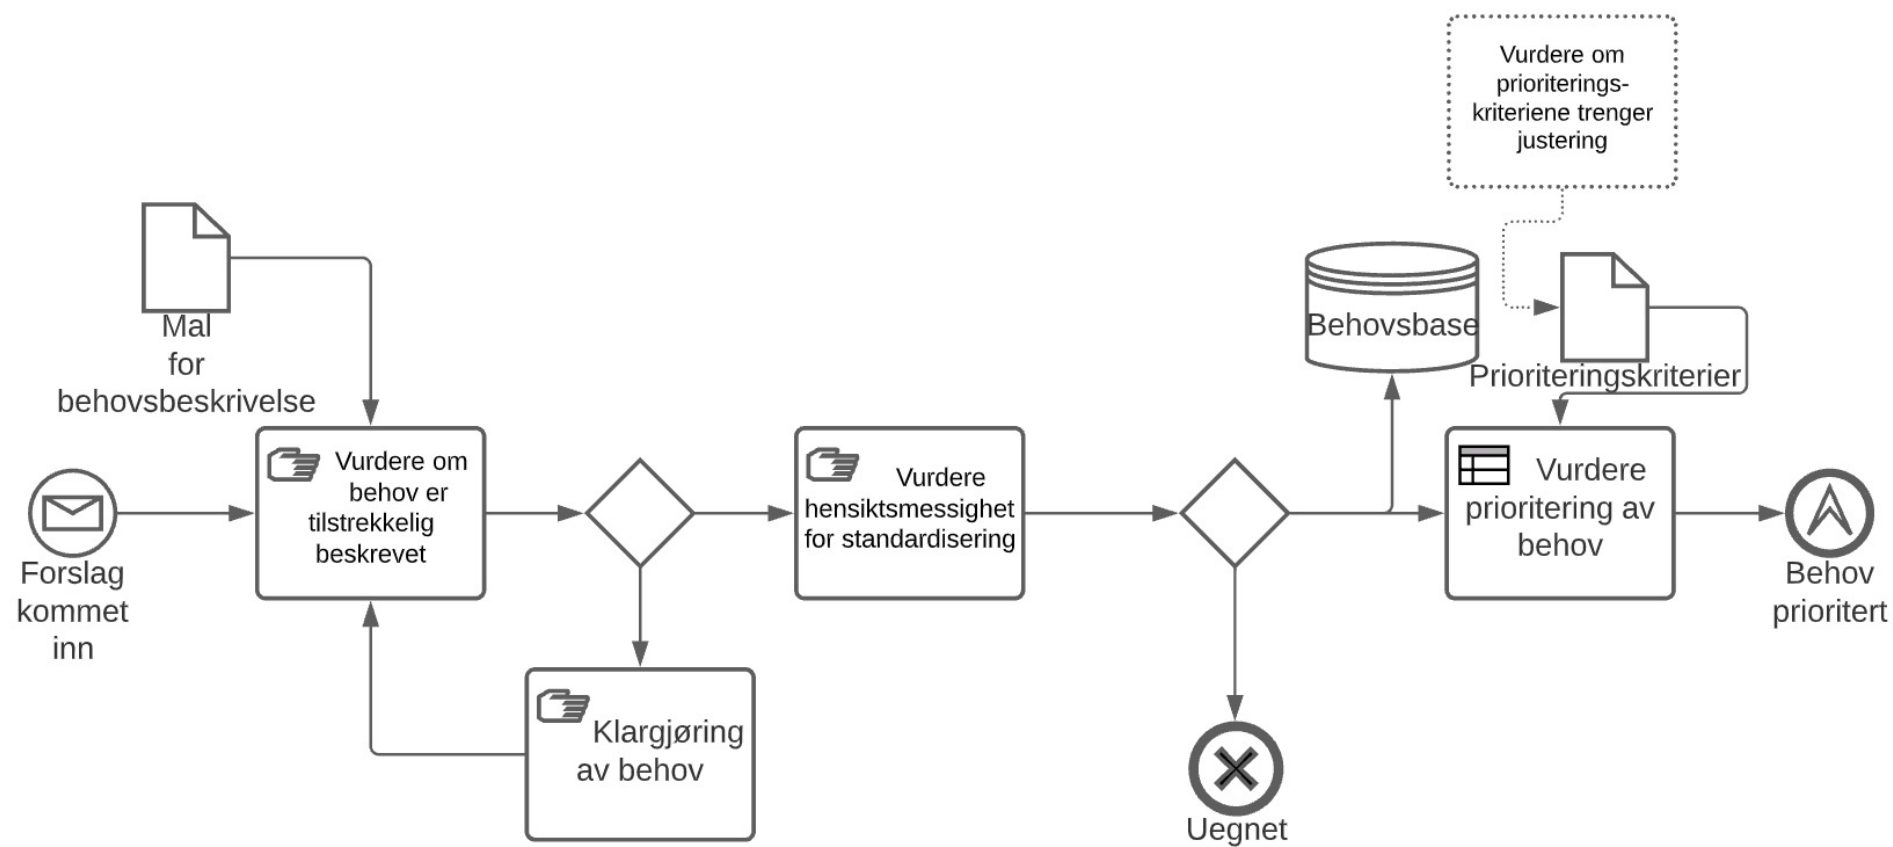 Vurdere om
prioriterings-
kriteriene trenger
justering
Mal
for
behovsbeskrivelse
Behovsbase
Prioriteringskriterier
Forslag
kommet
inn
Vurdere om
behov er
tilstrekkelig
beskrevet
Vurdere
hensiktsmessighet
for standardisering
Vurdere
prioritering av
behov
Behov
prioritert
Klargjøring
av behov
Uegnet